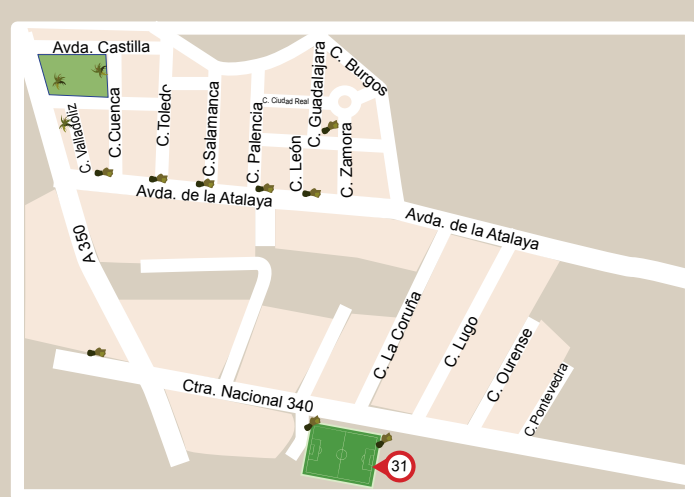 Avda. Castilla
C. Burgos
C. Guadalajara
C. Ciudad Real
C. Valladoliz
C.Cuenca
C.Toledo
C.Salamanca
C. Palencia
C. León
C. Zamora
Avda. de la Atalaya
Avda. de la Atalaya
A 350
C. La Coruña
C. Lugo
C. Ourense
C.Pontevedra
Ctra. Nacional 340
31